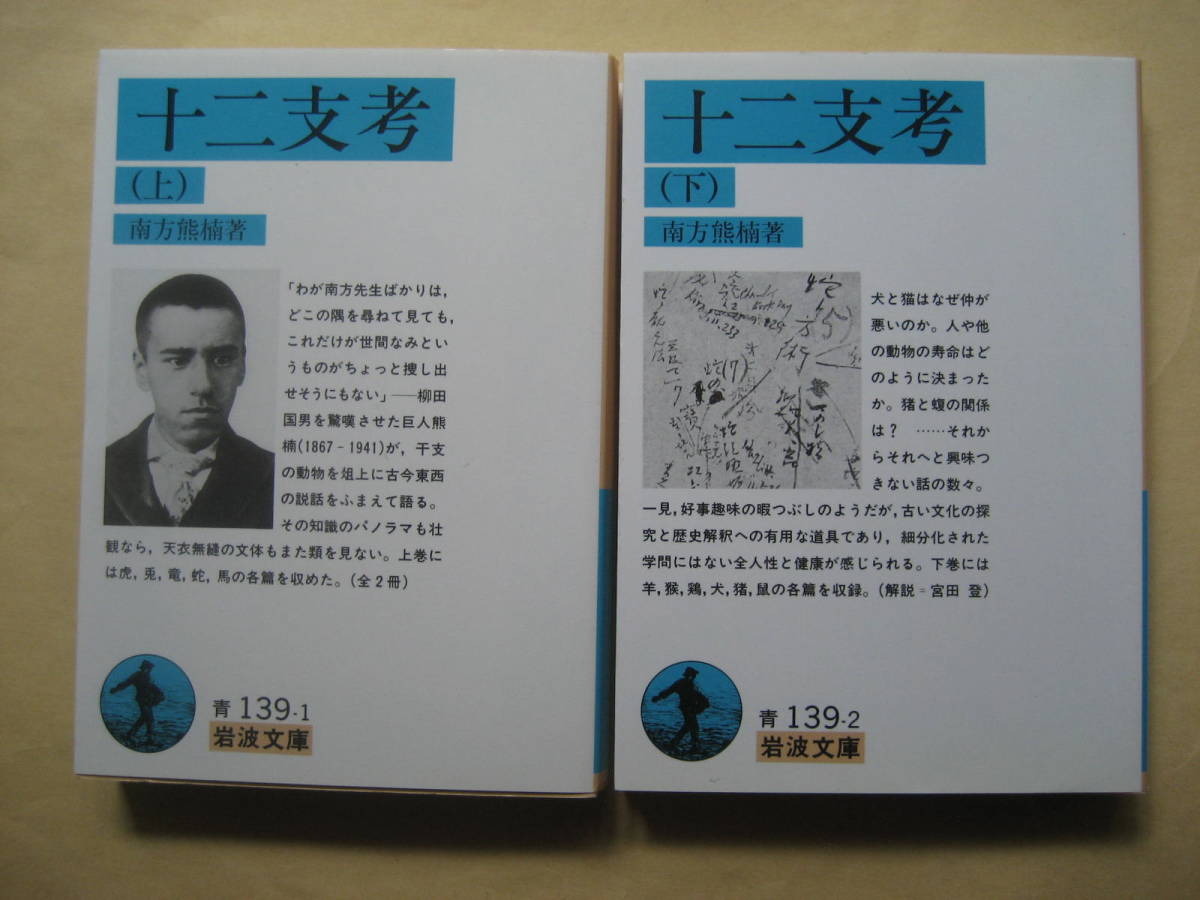 十二支考
(上)
南方熊楠著
「わが南方先生ばかりは,
どこの隅を尋ねて見ても,
これだけが世間なみとい
うものがちょっと捜し出
せそうにもない」——柳田
国男を驚嘆させた巨人熊
楠(1867‐1941)が, 干支
の動物を俎上に古今東西
の説話をふまえて語る。
その知識のパノラマも壮
観なら, 天衣無縫の文体もまた類を見ない。上巻に
は虎, 兎, 竜, 蛇, 馬の各篇を収めた。(全2冊)
青 139-1
岩波文庫
十二支考
(下)
南方熊楠著
犬と猫はなぜ仲が
悪いのか。人や他
の動物の寿命はど
のように決まった
か。猪と蝮の関係
は? ……それか
らそれへと興味つ
きない話の数々。
一見, 好事趣味の暇つぶしのようだが, 古い文化の探
究と歴史解釈への有用な道具であり, 細分化された
学問にはない全人性と健康が感じられる。下巻には
羊, 猴, 鶏, 犬, 猪, 鼠の各篇を収録。(解説=宮田 登)
青 139-2
岩波文庫